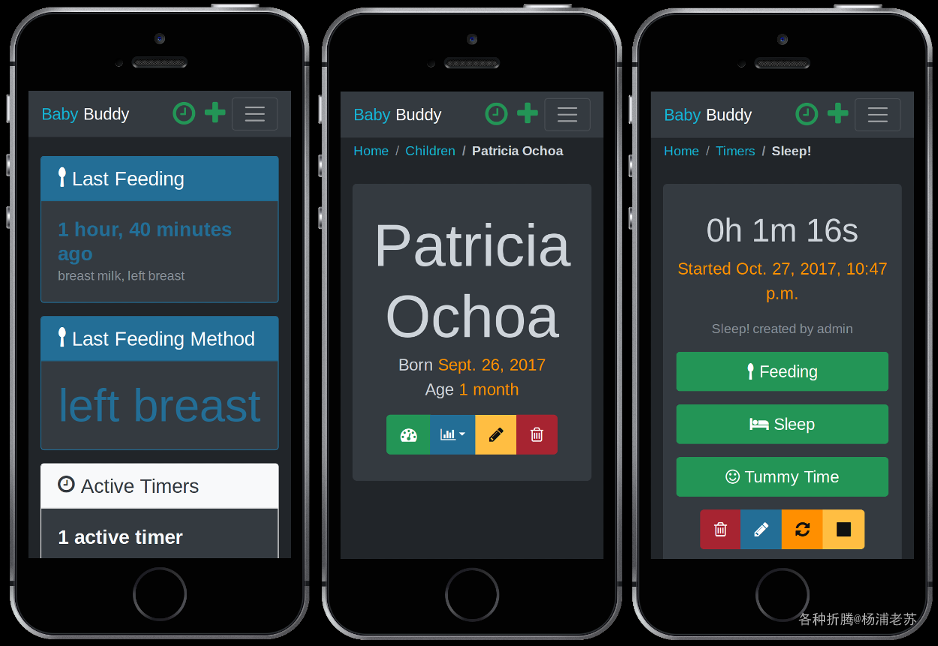 Baby Buddy
Last Feeding
1 hour, 40 minutes
ago
breast milk, left breast
Last Feeding Method
left breast
Active Timers
1 active timer
Baby Buddy
Home / Children / Patricia Ochoa
Patricia
Ochoa
Born Sept. 26, 2017
Age 1 month
Baby Buddy
Home / Timers / Sleep!
0h 1m 16s
Started Oct. 27, 2017, 10:47
p.m.
Sleep! created by admin
Feeding
Sleep
Tummy Time
各种折腾@杨浦老苏